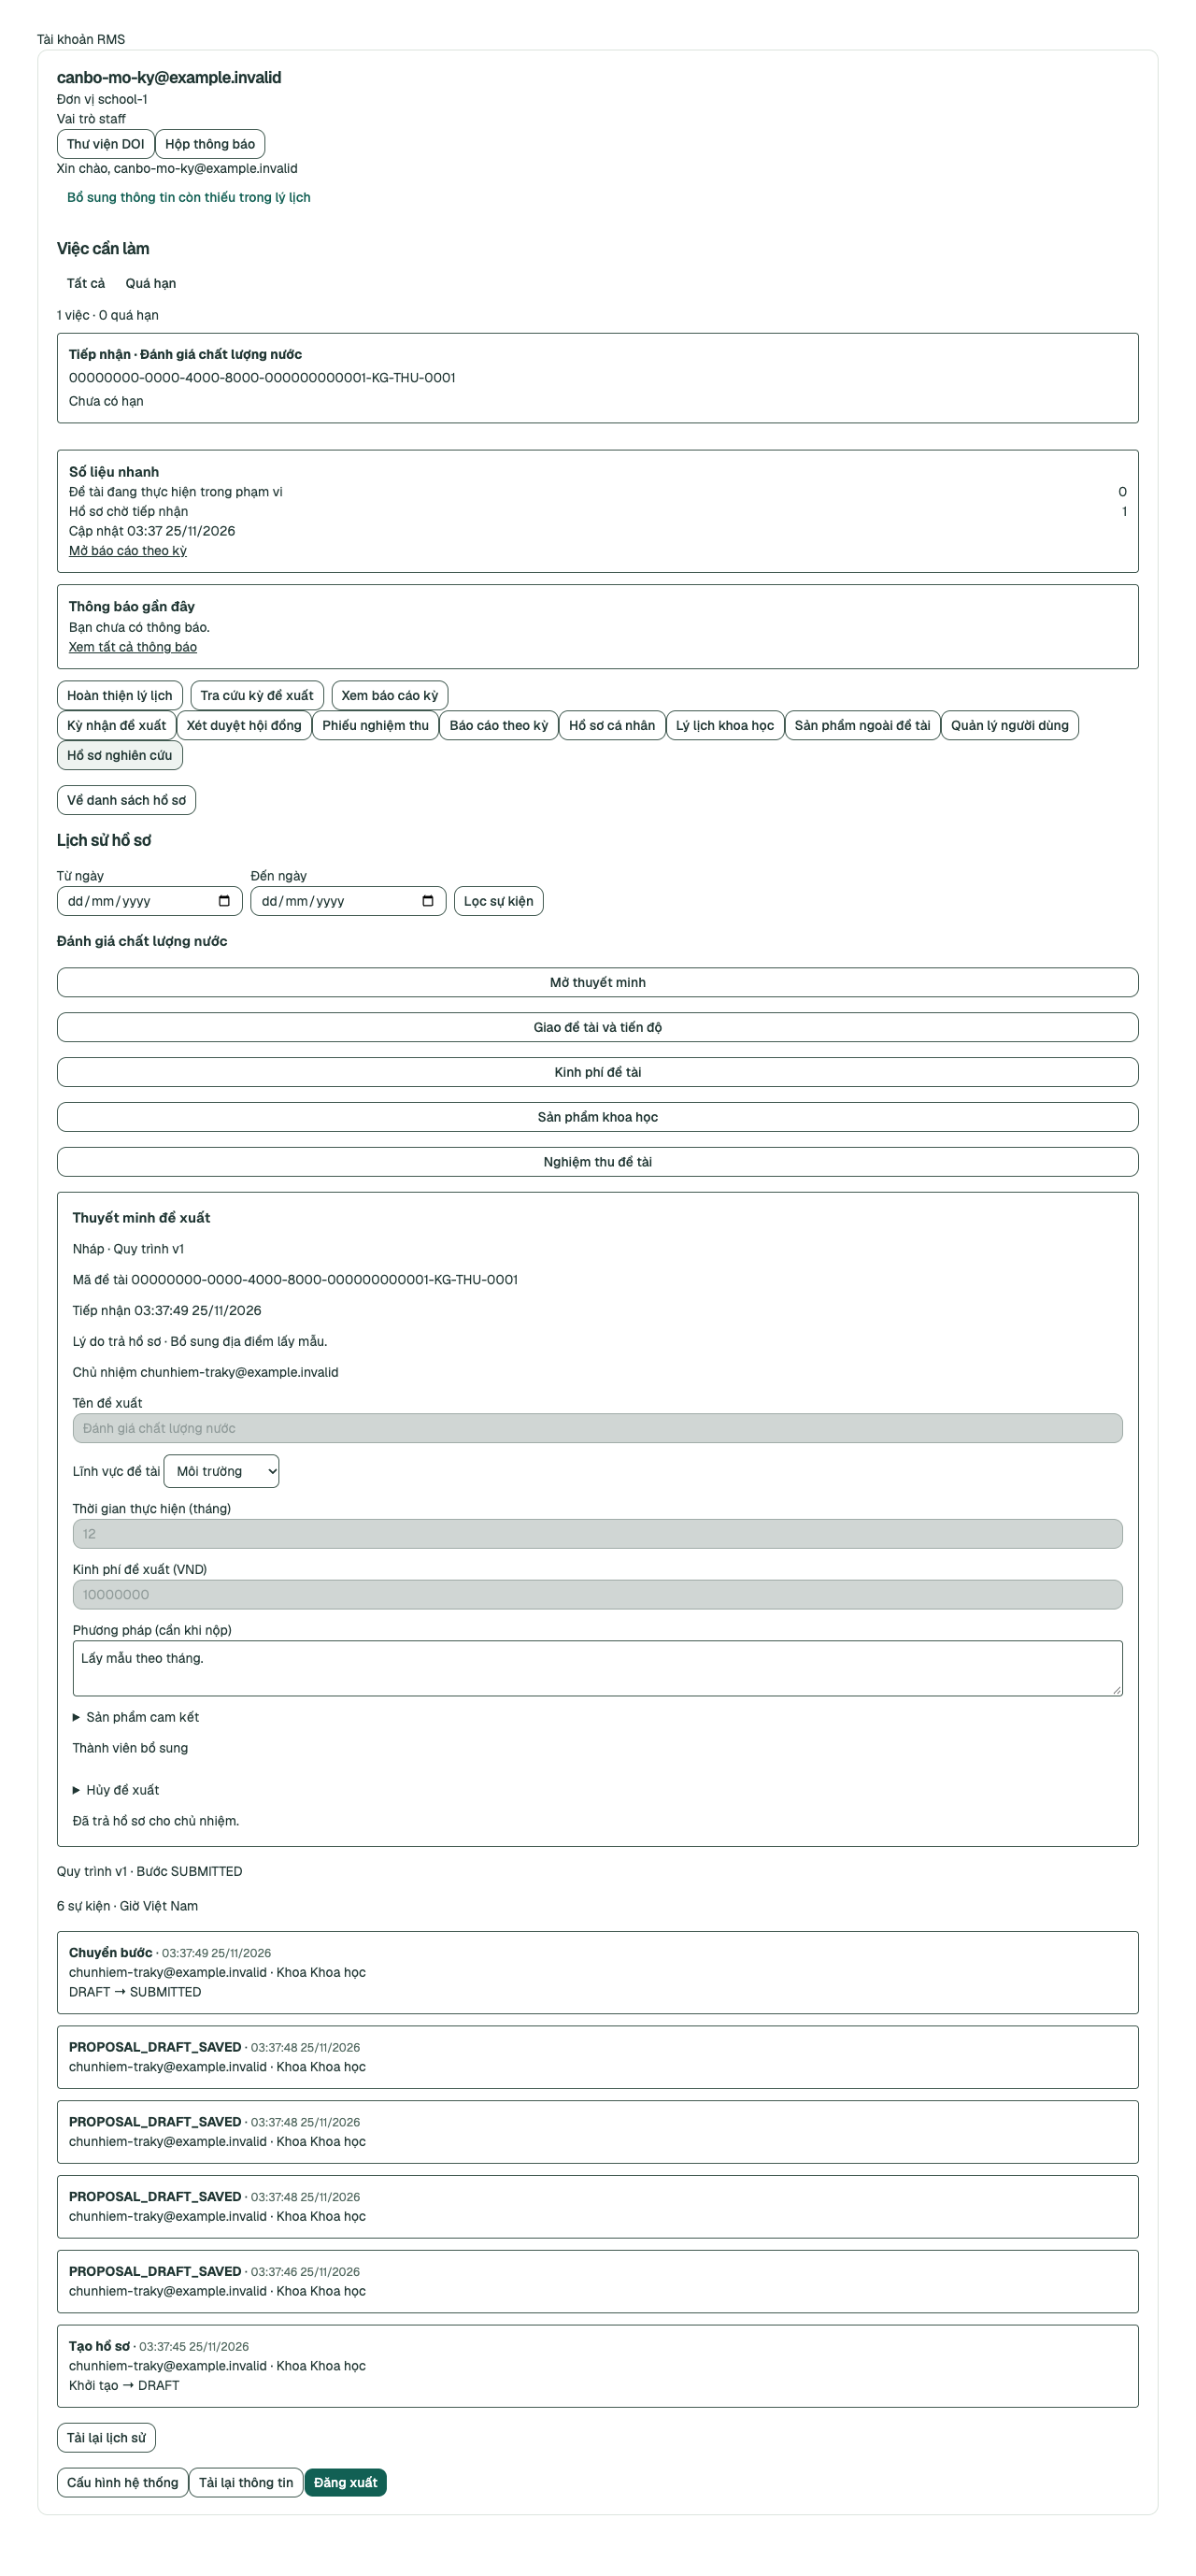 Tài khoản RMS
canbo-mo-ky@example.invalid
Đơn vị school-1
Vai trò staff
Thư viện DOI Hộp thông báo
Xin chào, canbo-mo-ky@example.invalid
Bổ sung thông tin còn thiếu trong lý lịch
Việc cần làm
Tất cả Quá hạn
1 việc · 0 quá hạn
Tiếp nhận · Đánh giá chất lượng nước
00000000-0000-4000-8000-000000000001-KG-THU-0001
Chưa có hạn
Số liệu nhanh
Đề tài đang thực hiện trong phạm vi 0
Hồ sơ chờ tiếp nhận 1
Cập nhật 03:37 25/11/2026
Mở báo cáo theo kỳ
Thông báo gần đây
Bạn chưa có thông báo.
Xem tất cả thông báo
Hoàn thiện lý lịch Tra cứu kỳ đề xuất Xem báo cáo kỳ
Kỳ nhận đề xuất Xét duyệt hội đồng Phiếu nghiệm thu Báo cáo theo kỳ Hồ sơ cá nhân Lý lịch khoa học Sản phẩm ngoài đề tài Quản lý người dùng
Hồ sơ nghiên cứu
Về danh sách hồ sơ
Lịch sử hồ sơ
Từ ngày Đến ngày
dd/mm/yyyy dd/mm/yyyy Lọc sự kiện
Đánh giá chất lượng nước
Mở thuyết minh
Giao đề tài và tiến độ
Kinh phí đề tài
Sản phẩm khoa học
Nghiệm thu đề tài
Thuyết minh đề xuất
Nháp · Quy trình v1
Mã đề tài 00000000-0000-4000-8000-000000000001-KG-THU-0001
Tiếp nhận 03:37:49 25/11/2026
Lý do trả hồ sơ · Bổ sung địa điểm lấy mẫu.
Chủ nhiệm chunhiem-traky@example.invalid
Tên đề xuất
Đánh giá chất lượng nước
Lĩnh vực đề tài Môi trường
Thời gian thực hiện (tháng)
12
Kinh phí đề xuất (VND)
10000000
Phương pháp (cần khi nộp)
Lấy mẫu theo tháng.
Sản phẩm cam kết
Thành viên bổ sung
Hủy đề xuất
Đã trả hồ sơ cho chủ nhiệm.
Quy trình v1 · Bước SUBMITTED
6 sự kiện · Giờ Việt Nam
Chuyển bước · 03:37:49 25/11/2026
chunhiem-traky@example.invalid · Khoa Khoa học
DRAFT → SUBMITTED
PROPOSAL_DRAFT_SAVED · 03:37:48 25/11/2026
chunhiem-traky@example.invalid · Khoa Khoa học
PROPOSAL_DRAFT_SAVED · 03:37:48 25/11/2026
chunhiem-traky@example.invalid · Khoa Khoa học
PROPOSAL_DRAFT_SAVED · 03:37:48 25/11/2026
chunhiem-traky@example.invalid · Khoa Khoa học
PROPOSAL_DRAFT_SAVED · 03:37:46 25/11/2026
chunhiem-traky@example.invalid · Khoa Khoa học
Tạo hồ sơ · 03:37:45 25/11/2026
chunhiem-traky@example.invalid · Khoa Khoa học
Khởi tạo → DRAFT
Tải lại lịch sử
Cấu hình hệ thống Tải lại thông tin Đăng xuất